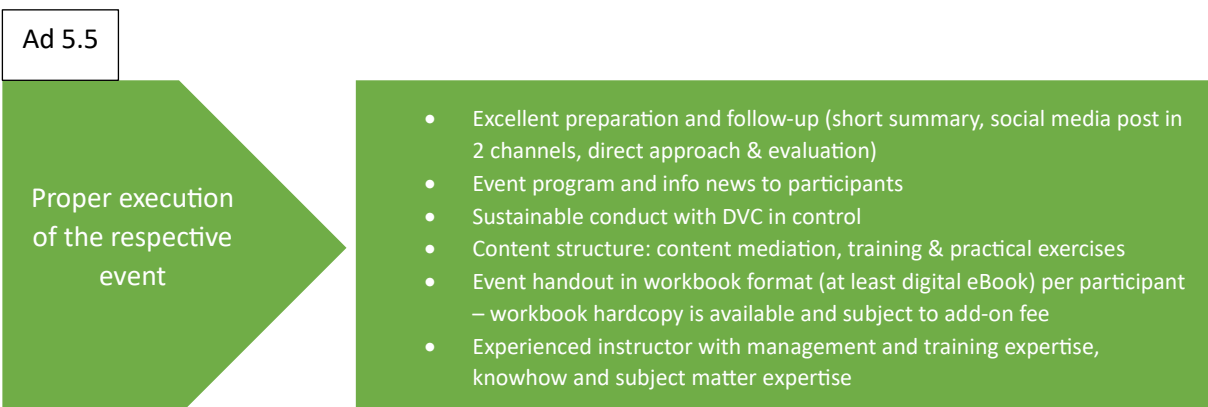 Ad 5.5
Proper execution
of the respective
event
• Excellent preparation and follow-up (short summary, social media post in
2 channels, direct approach & evaluation)
• Event program and info news to participants
• Sustainable conduct with DVC in control
• Content structure: content mediation, training & practical exercises
• Event handout in workbook format (at least digital eBook) per participant
– workbook hardcopy is available and subject to add-on fee
• Experienced instructor with management and training expertise,
knowhow and subject matter expertise